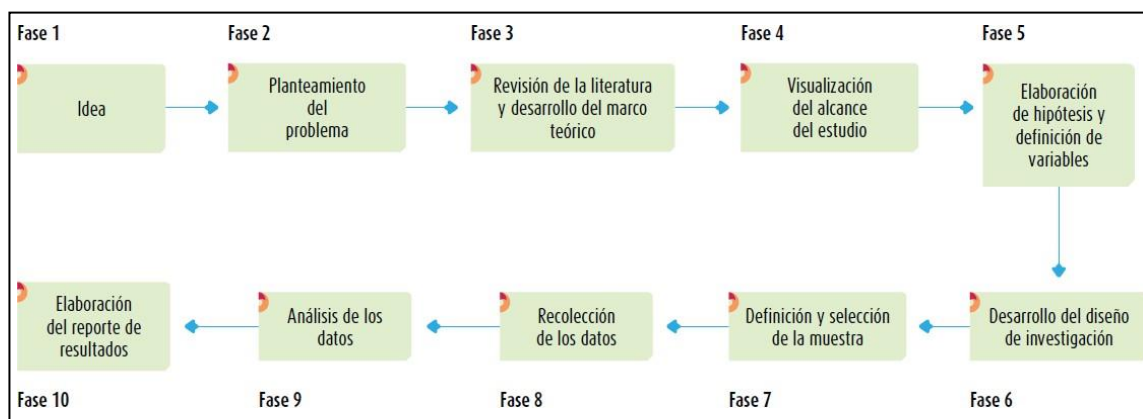 Fase 1
Idea
Fase 2
Planteamiento
del
problema
Fase 3
Revisión de la literatura
y desarrollo del marco
teórico
Fase 4
Visualización
del alcance
del estudio
Fase 5
Elaboración
de hipótesis y
definición de
variables
Desarrollo del diseño
de investigación
Fase 6
Definición y selección
de la muestra
Fase 7
Recolección
de los datos
Fase 8
Análisis de los
datos
Fase 9
Elaboración
del reporte de
resultados
Fase 10